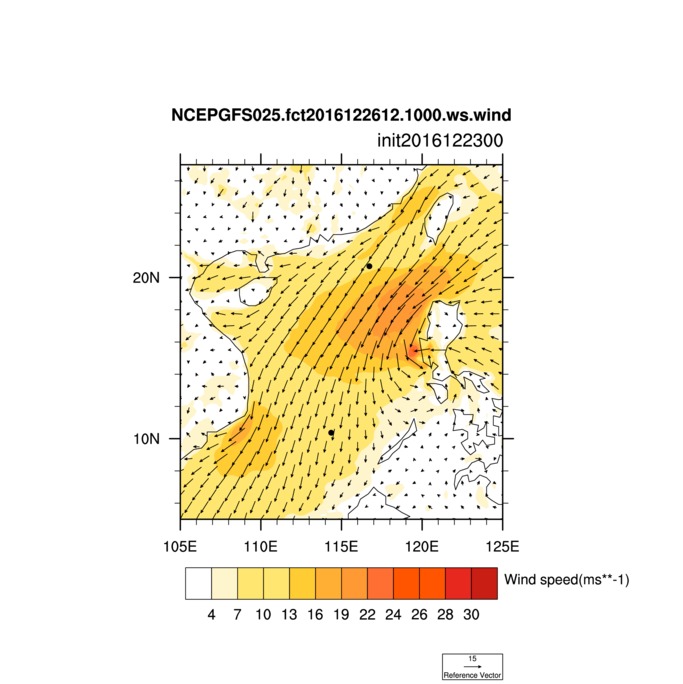 NCEPGFS025.fct2016122612.1000.ws.wind
init2016122300
20N
10N
105E 110E 115E 120E 125E
Wind speed(ms**-1)
4 7 10 13 16 19 22 24 26 28 30
15
Reference Vector